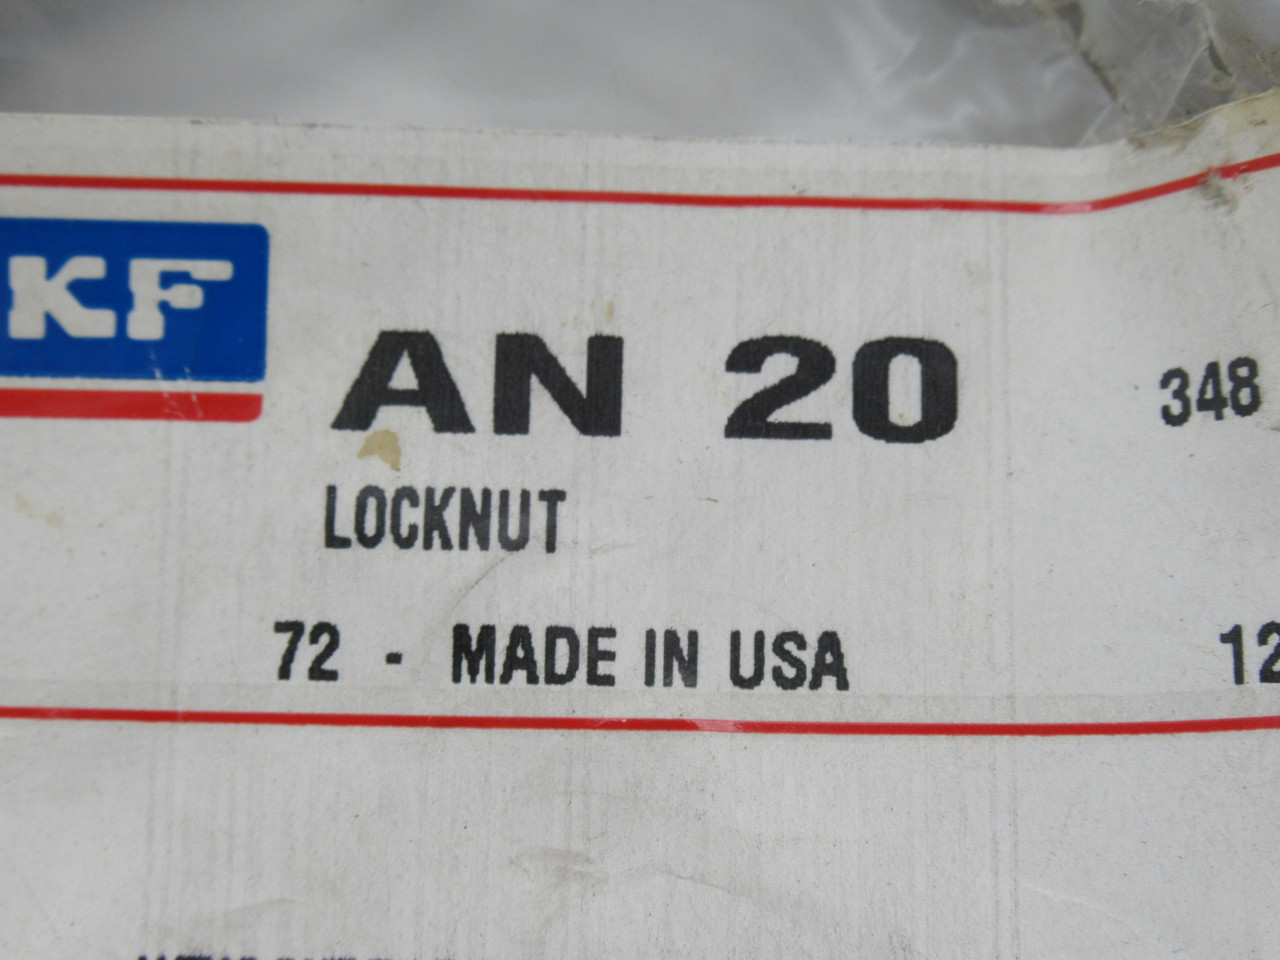 KF
AN 20 348
LOCKNUT
72 - MADE IN USA 12